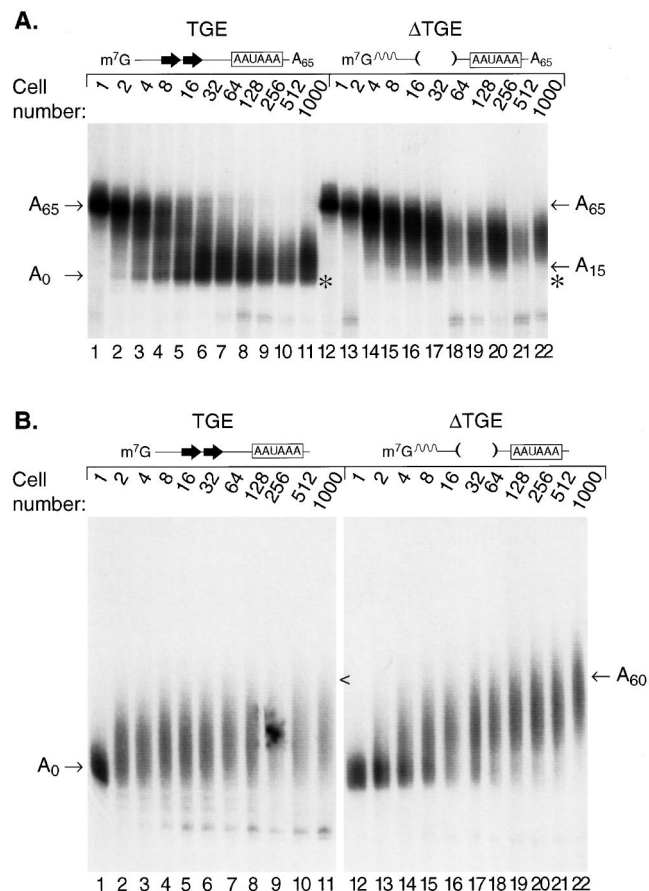 A.
TGE ΔTGE
m⁷G AAUAAA A₆₅ m⁷G ( ) AAUAAA A₆₅
Cell number: 1 2 4 8 16 32 64 128 256 512 1000 1 2 4 8 16 32 64 128 256 512 1000
A₆₅ → ← A₆₅
← A₁₅
A₀ → * *
1 2 3 4 5 6 7 8 9 10 11 12 13 14 15 16 17 18 19 20 21 22
B.
TGE ΔTGE
m⁷G AAUAAA m⁷G ( ) AAUAAA
Cell number: 1 2 4 8 16 32 64 128 256 512 1000 1 2 4 8 16 32 64 128 256 512 1000
< ← A₆₀
A₀ →
1 2 3 4 5 6 7 8 9 10 11 12 13 14 15 16 17 18 19 20 21 22